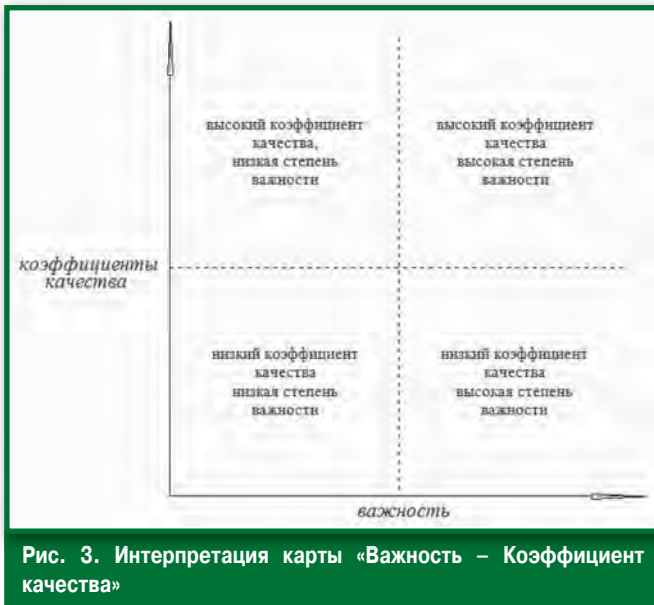 высокий коэффициент
качества,
низкая степень
важности
высокий коэффициент
качества
высокая степень
важности
коэффициенты
качества
низкий коэффициент
качества
низкая степень
важности
низкий коэффициент
качества
высокая степень
важности
важность
Рис. 3. Интерпретация карты «Важность – Коэффициент
качества»